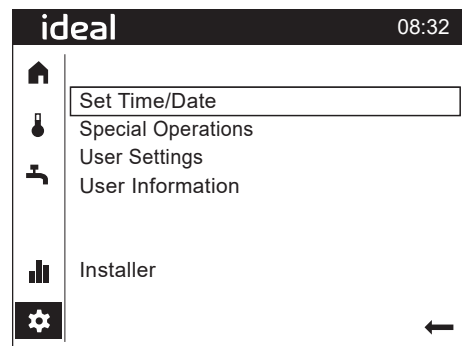 ideal 08:32
Set Time/Date
Special Operations
User Settings
User Information
Installer